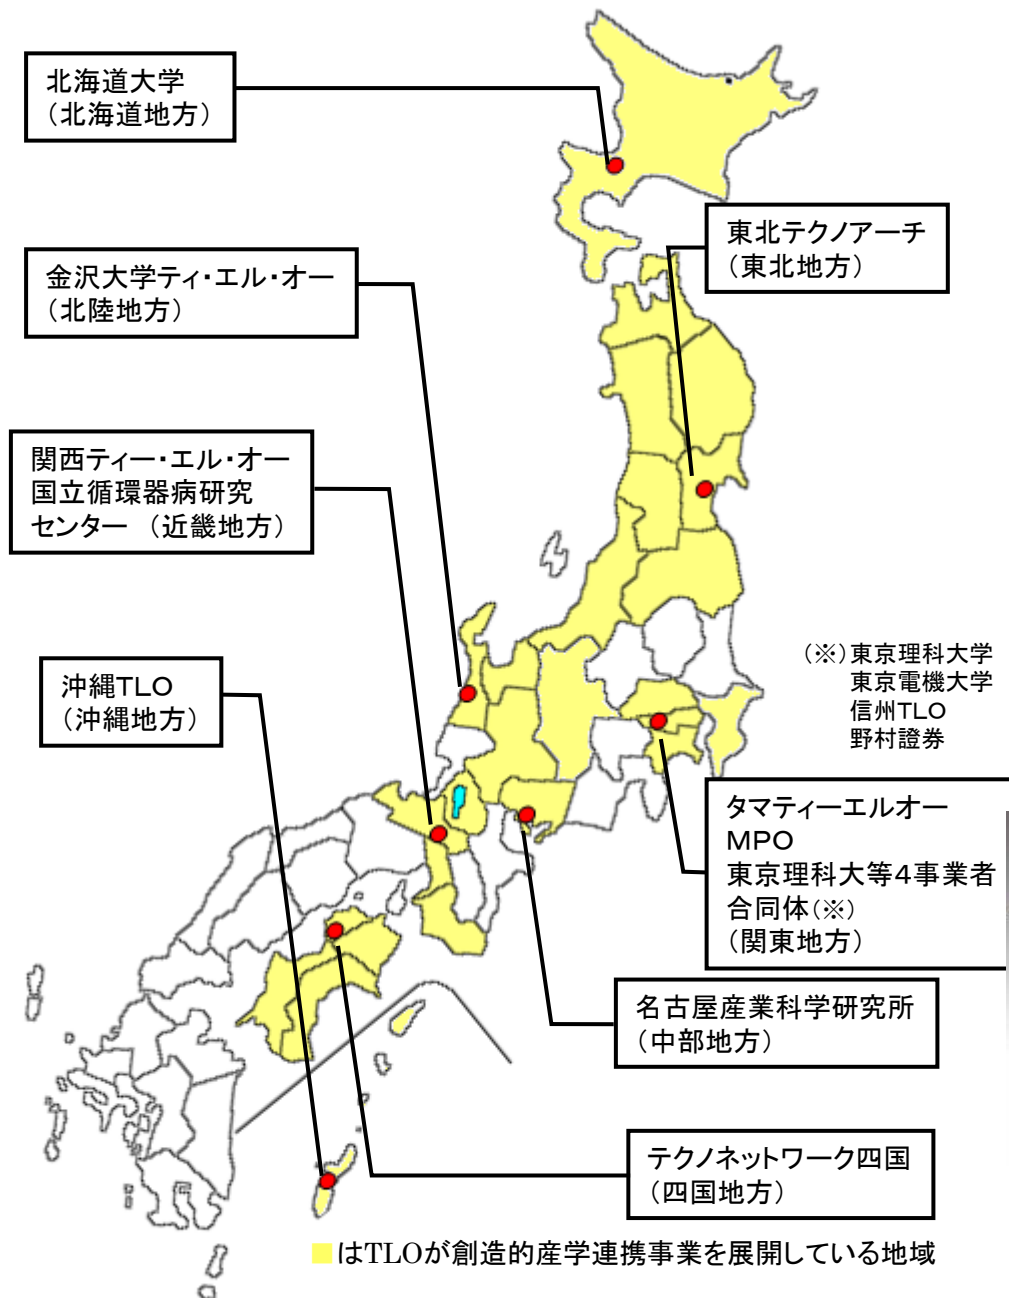 北海道大学
(北海道地方)
東北テクノアーチ
(東北地方)
金沢大学ティ・エル・オー
(北陸地方)
関西ティー・エル・オー
国立循環器病研究
センター (近畿地方)
(※)東京理科大学
東京電機大学
信州TLO
野村證券
沖縄TLO
(沖縄地方)
タマティーエルオー
MPO
東京理科大等4事業者
合同体(※)
(関東地方)
名古屋産業科学研究所
(中部地方)
テクノネットワーク四国
(四国地方)
はTLOが創造的産学連携事業を展開している地域